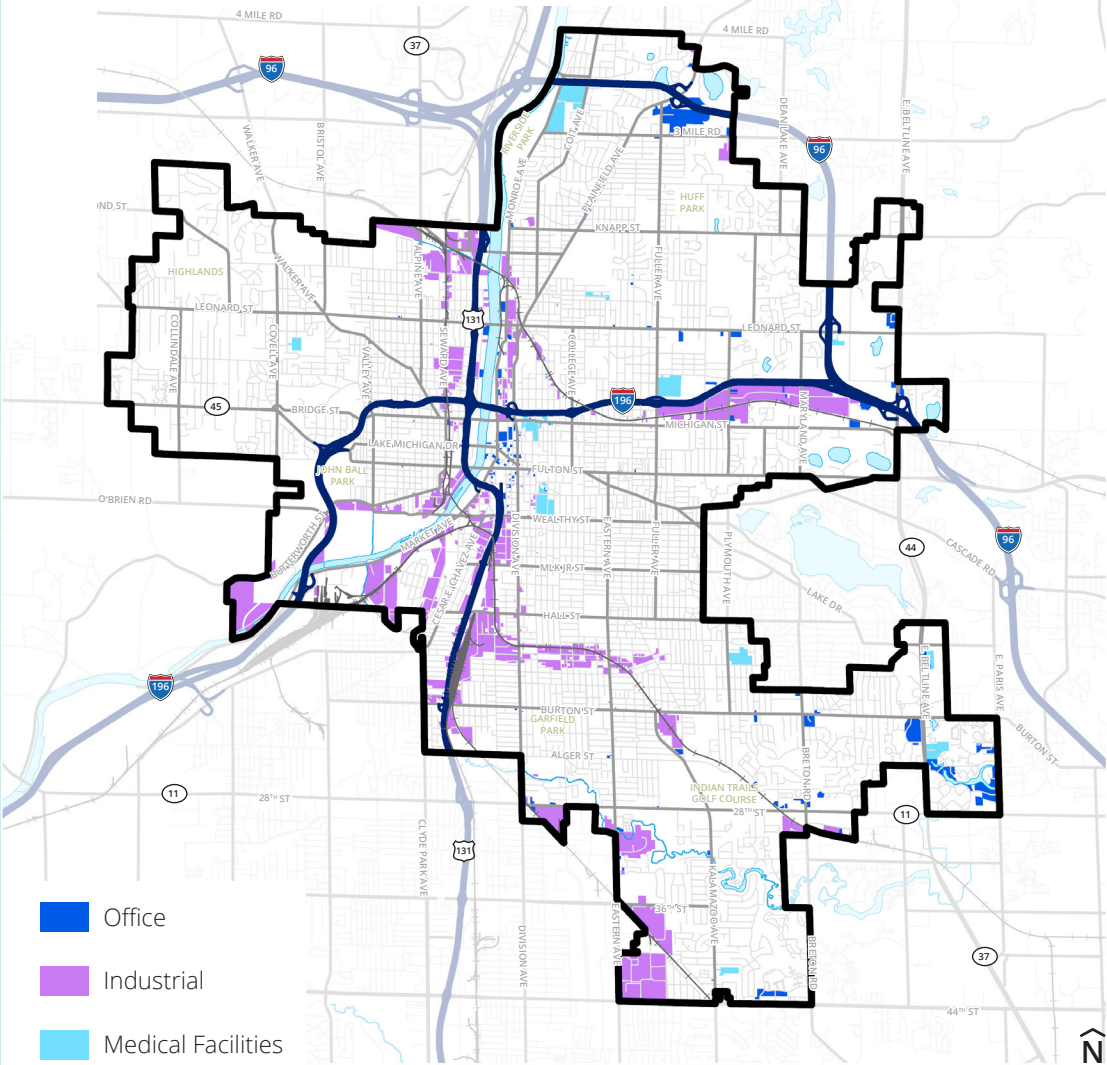 4 MILE RD
4 MILE RD
37
96
WALKER AVE
BRISTOL AVE
RIVERSIDE
PARK
COIT AVE
3 MILE RD
DEAN LAKE AVE
E BELTLINE AVE
96
MONROE AVE
PLAINFIELD AVE
HUFF
PARK
OND ST
KNAPP ST
HIGHLANDS
WALKER AVE
ALPINE AVE
FULLER AVE
LEONARD ST
131
LEONARD ST
COLLINDALE AVE
COVELL AVE
VALLEY AVE
SEWARD AVE
COLLEGE AVE
45
BRIDGE ST
196
MICHIGAN ST
MARYLAND AVE
LAKE MICHIGAN DR
JOHN BALL
PARK
FULTON ST
O'BRIEN RD
BUTTERWORTH ST
MARKET AVE
WEALTHY ST
DIVISION AVE
EASTERN AVE
FULLER AVE
PLYMOUTH AVE
44
CASCADE RD
96
CESAR E CHAVEZ AVE
MLK JR ST
LAKE DR
HALL ST
196
E BELTLINE AVE
E PARIS AVE
BURTON ST
GARFIELD
PARK
BURTON ST
ALGER ST
BRETON RD
INDIAN TRAILS
GOLF COURSE
11
28TH ST
28TH ST
11
CLYDE PARK AVE
131
KALAMAZOO AVE
36TH ST
EASTERN AVE
DIVISION AVE
BRETON RD
37
44TH ST
Office
Industrial
Medical Facilities
N